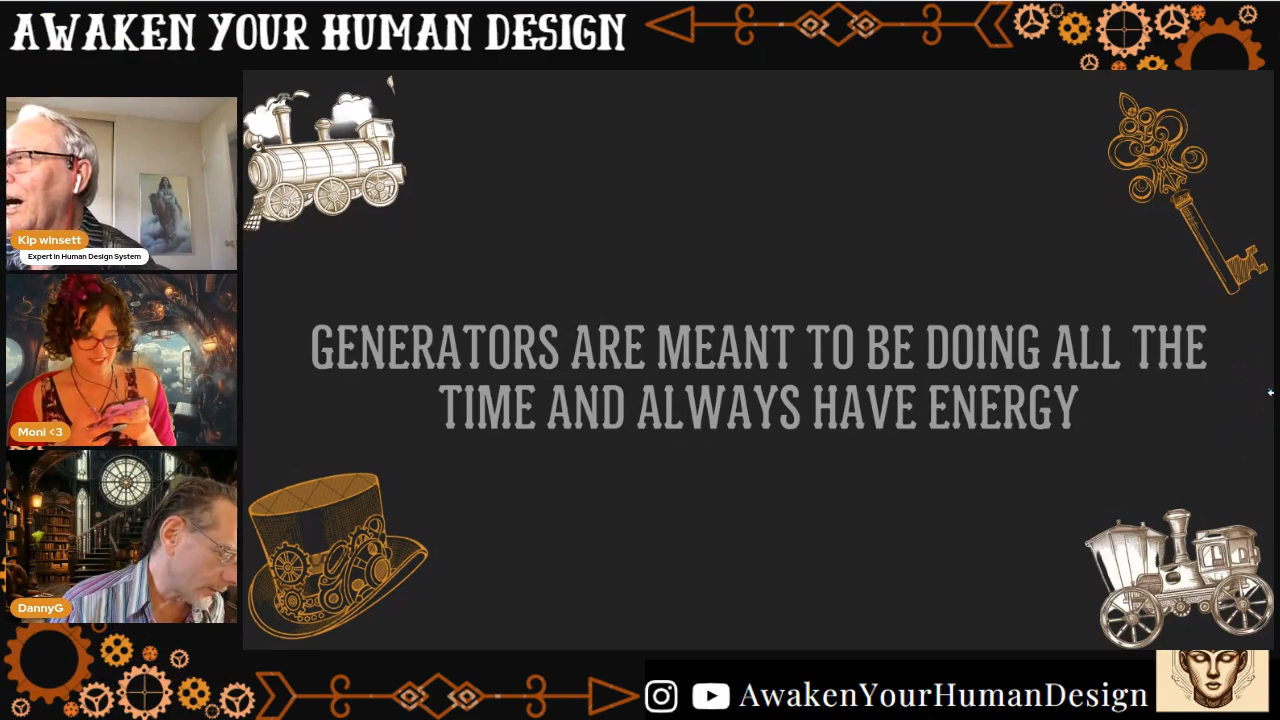 AWAKEN YOUR HUMAN DESIGN
Kip winsett
Expert in Human Design System
Moni <3
DannyG
GENERATORS ARE MEANT TO BE DOING ALL THE
TIME AND ALWAYS HAVE ENERGY
AwakenYourHumanDesign